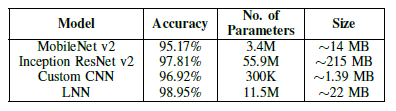 Model Accuracy No. of Parameters Size
MobileNet v2 95.17% 3.4M ~14 MB
Inception ResNet v2 97.81% 55.9M ~215 MB
Custom CNN 96.92% 300K ~1.39 MB
LNN 98.95% 11.5M ~22 MB